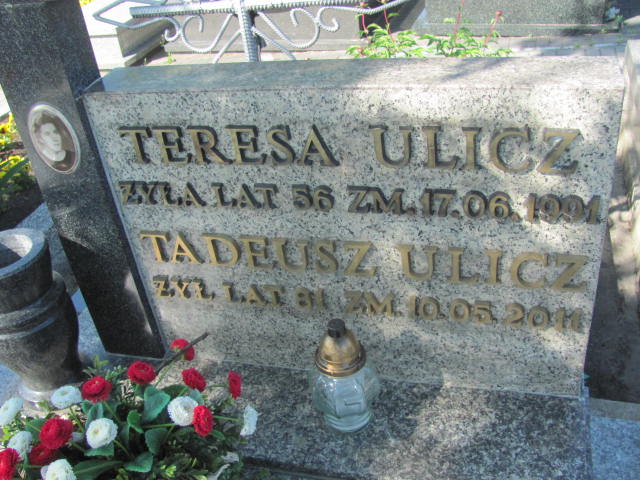 TERESA ULICZ
ŻYŁA LAT 56 ZM. 17.06.1991
TADEUSZ ULICZ
ŻYŁ LAT 81 ZM. 10.05.2011